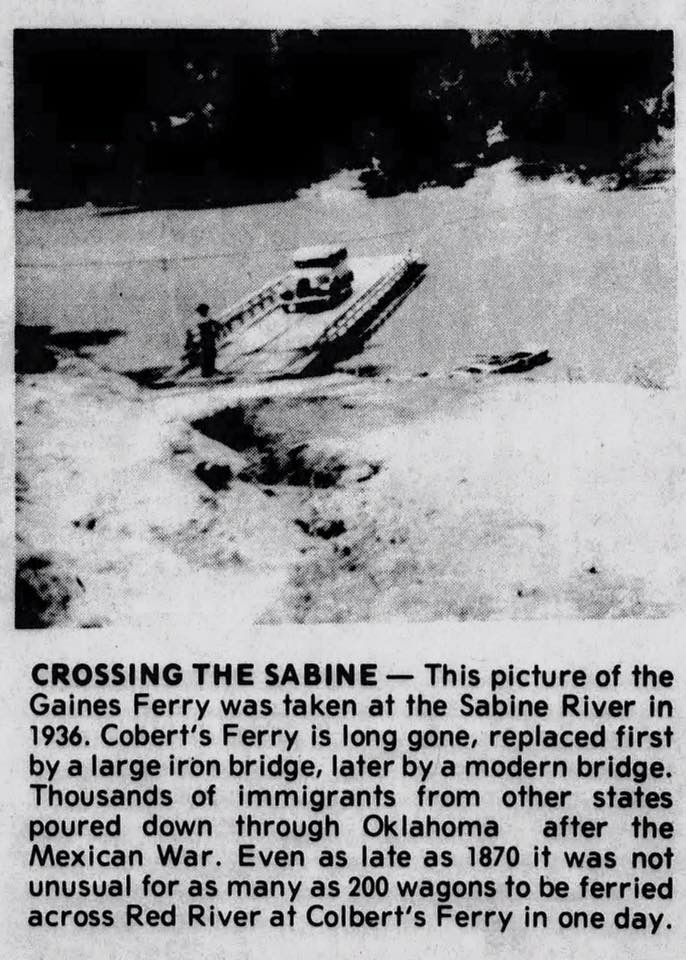 CROSSING THE SABINE — This picture of the
Gaines Ferry was taken at the Sabine River in
1936. Cobert's Ferry is long gone, replaced first
by a large iron bridge, later by a modern bridge.
Thousands of immigrants from other states
poured down through Oklahoma after the
Mexican War. Even as late as 1870 it was not
unusual for as many as 200 wagons to be ferried
across Red River at Colbert's Ferry in one day.